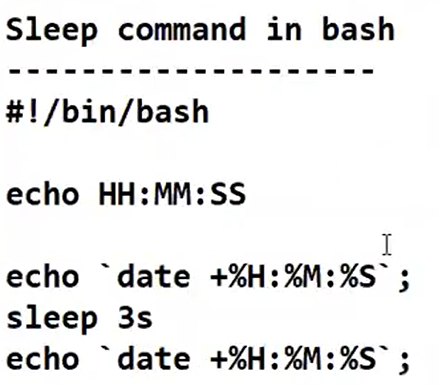 Sleep command in bash
--------------------
#!/bin/bash
echo HH:MM:SS
echo `date +%H:%M:%S`;
sleep 3s
echo `date +%H:%M:%S`;